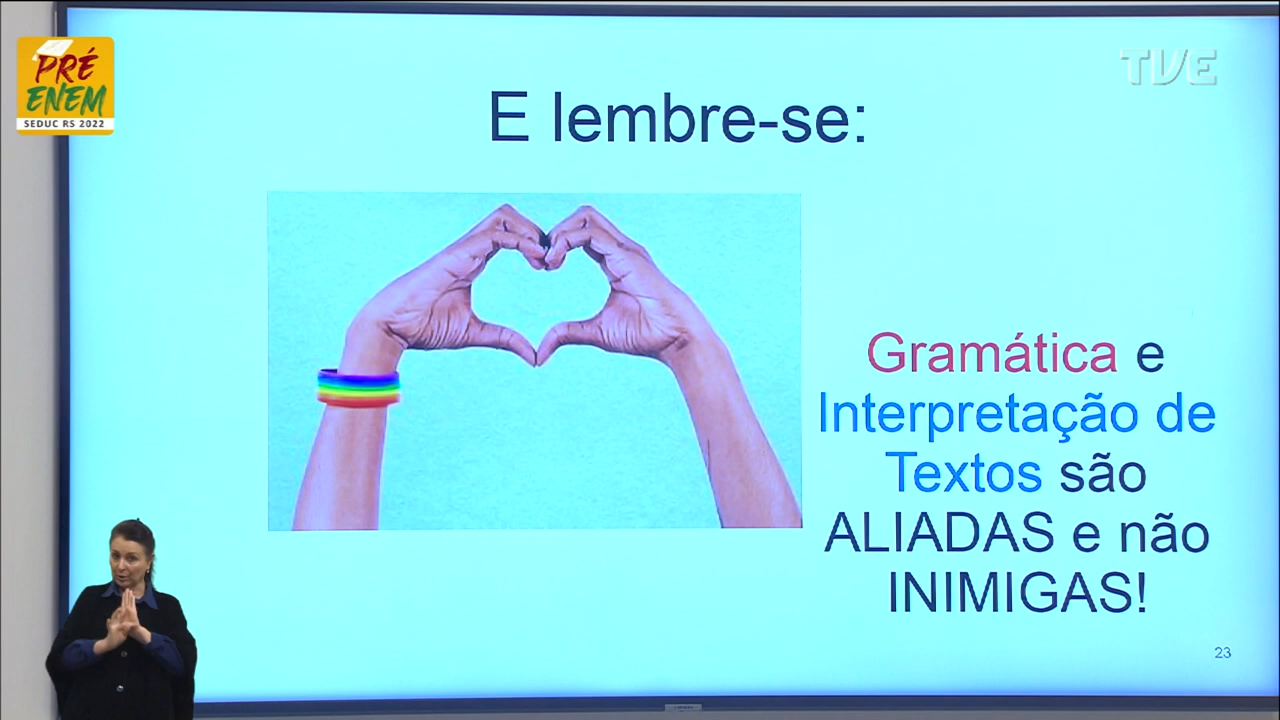 PRÉ
ENEM
SEDUC RS 2022
TVE
E lembre-se:
Gramática e
Interpretação de
Textos são
ALIADAS e não
INIMIGAS!
23